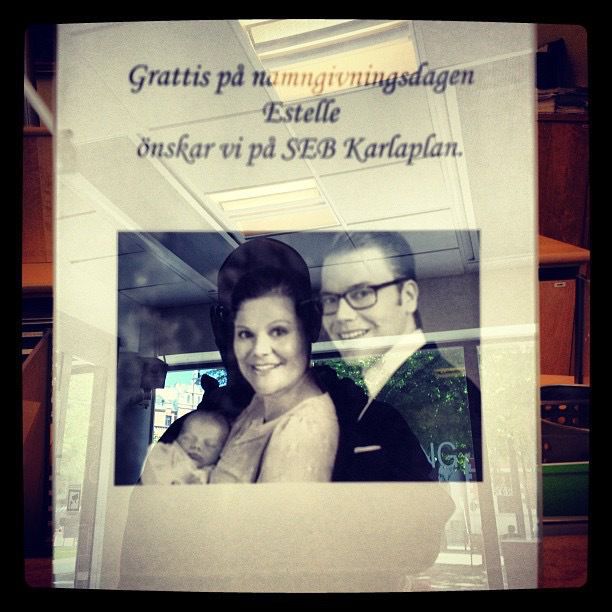 Grattis på namngivningsdagen
Estelle
önskar vi på SEB Karlaplan.